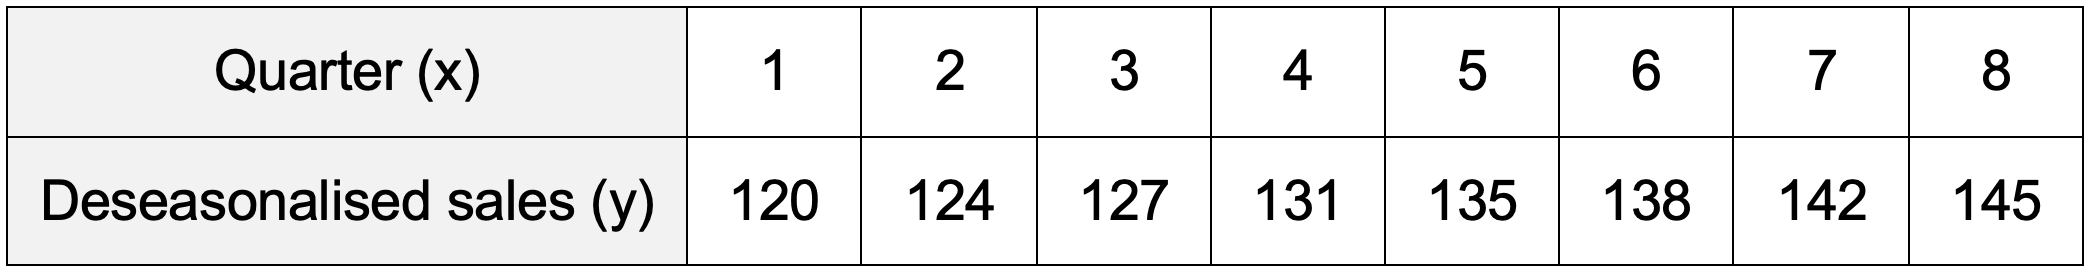 Quarter (x) 1 2 3 4 5 6 7 8
Deseasonalised sales (y) 120 124 127 131 135 138 142 145